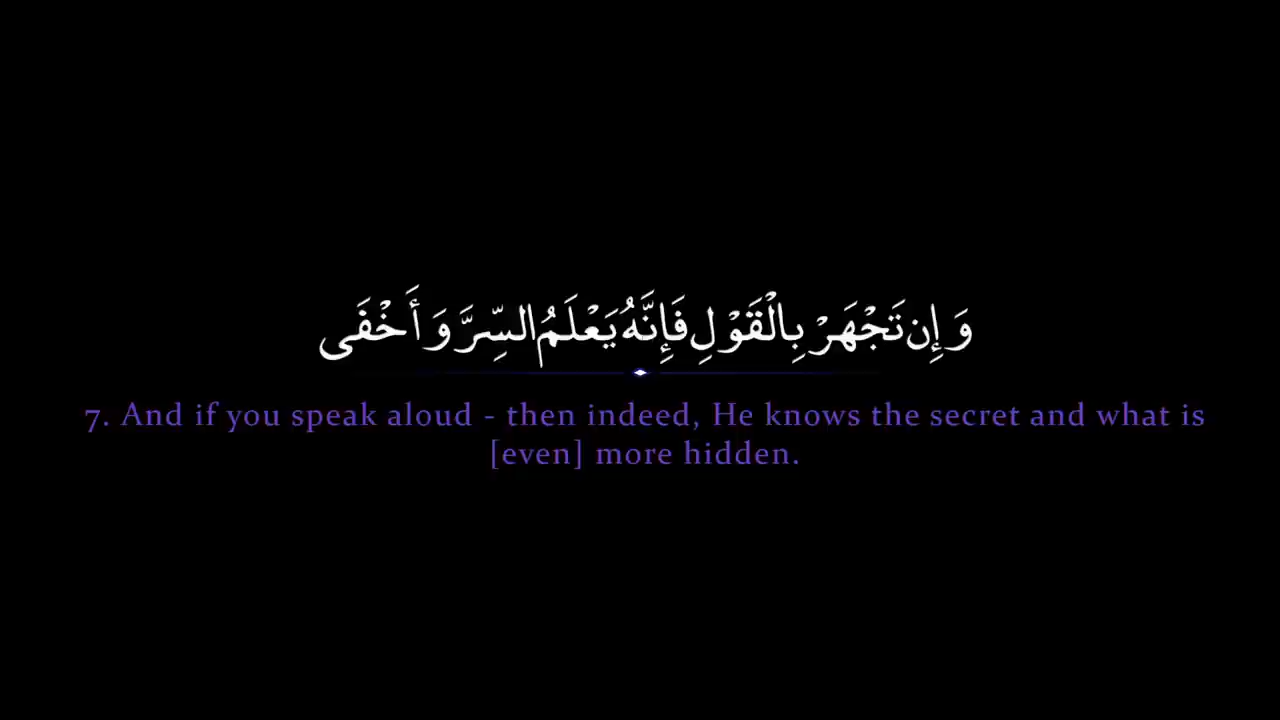 وَإِن تَجْهَرْ بِالْقَوْلِ فَإِنَّهُ يَعْلَمُ السِّرَّ وَأَخْفَى
7. And if you speak aloud - then indeed, He knows the secret and what is
[even] more hidden.